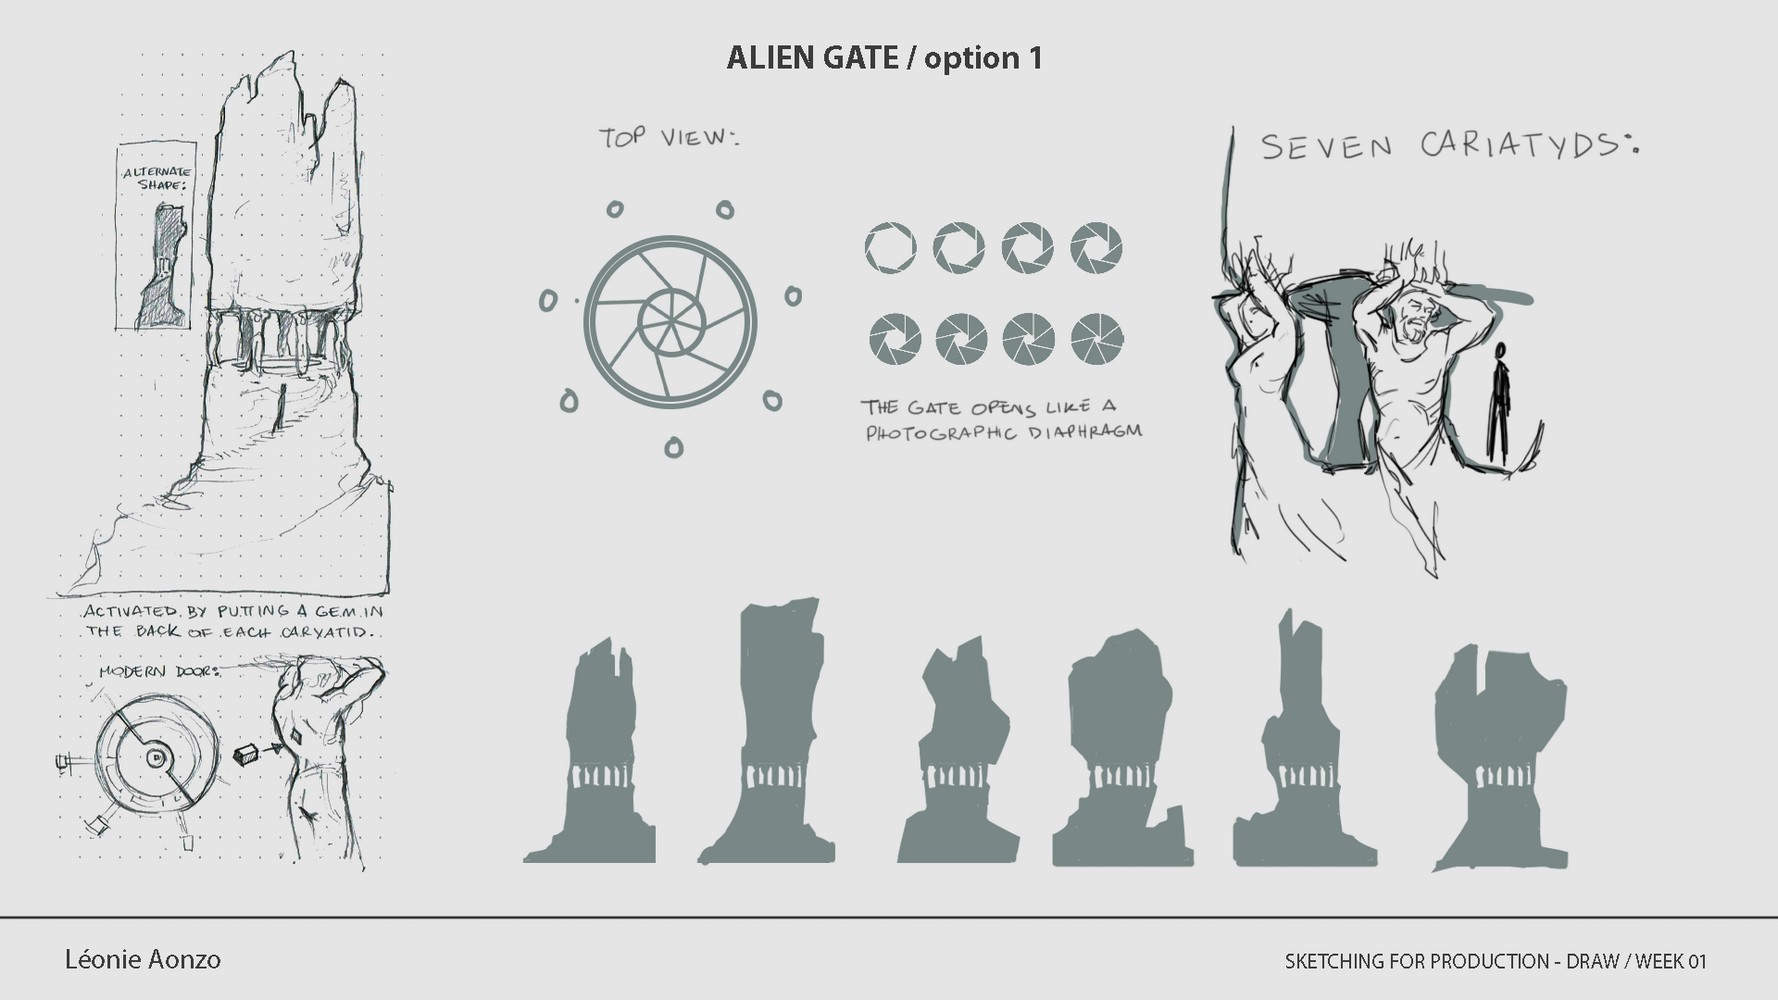 ALIEN GATE / option 1
ALTERNATE
SHAPE:
ACTIVATED BY PUTTING A GEM IN
THE BACK OF EACH CARYATID.
MODERN DOOR:
TOP VIEW:
THE GATE OPENS LIKE A
PHOTOGRAPHIC DIAPHRAGM
SEVEN CARIATYDS:
Léonie Aonzo
SKETCHING FOR PRODUCTION - DRAW / WEEK 01